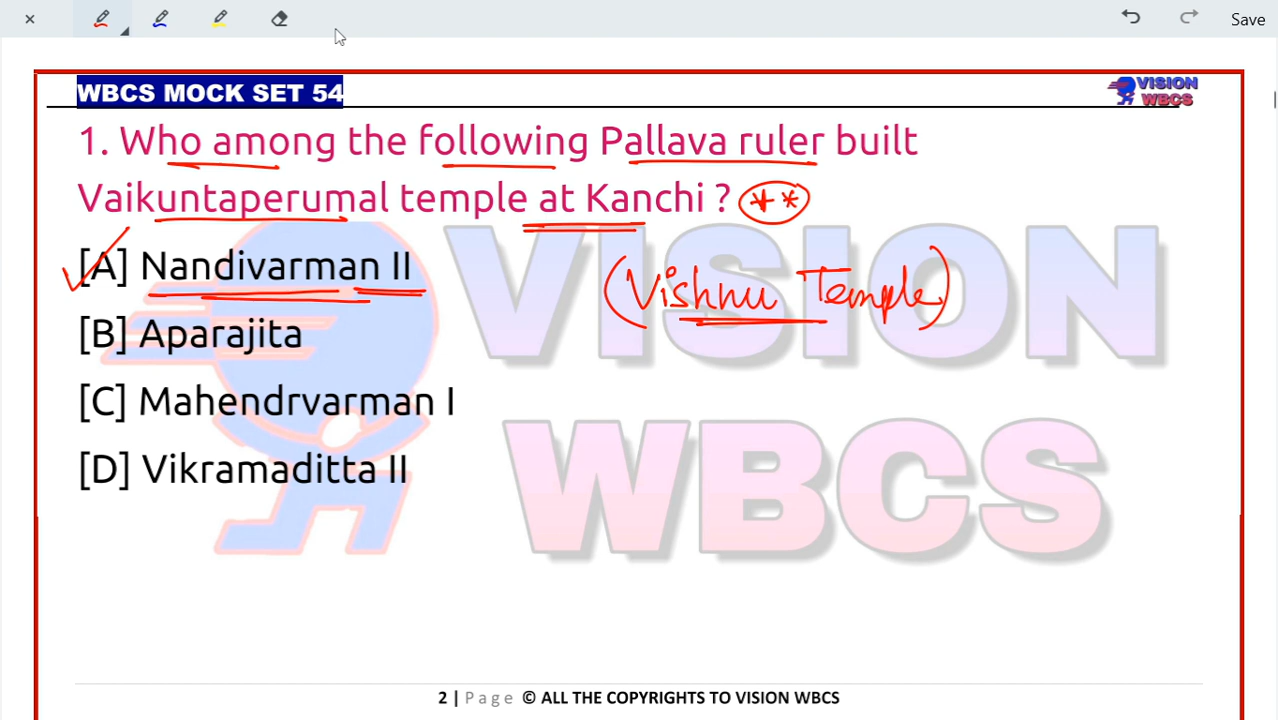 Save
WBCS MOCK SET 54
VISION
WBCS
1. Who among the following Pallava ruler built
Vaikuntaperumal temple at Kanchi ? **
[A] Nandivarman II
(Vishnu Temple)
[B] Aparajita
[C] Mahendrvarman I
[D] Vikramaditta II
VISION
WBCS
2 | Page © ALL THE COPYRIGHTS TO VISION WBCS